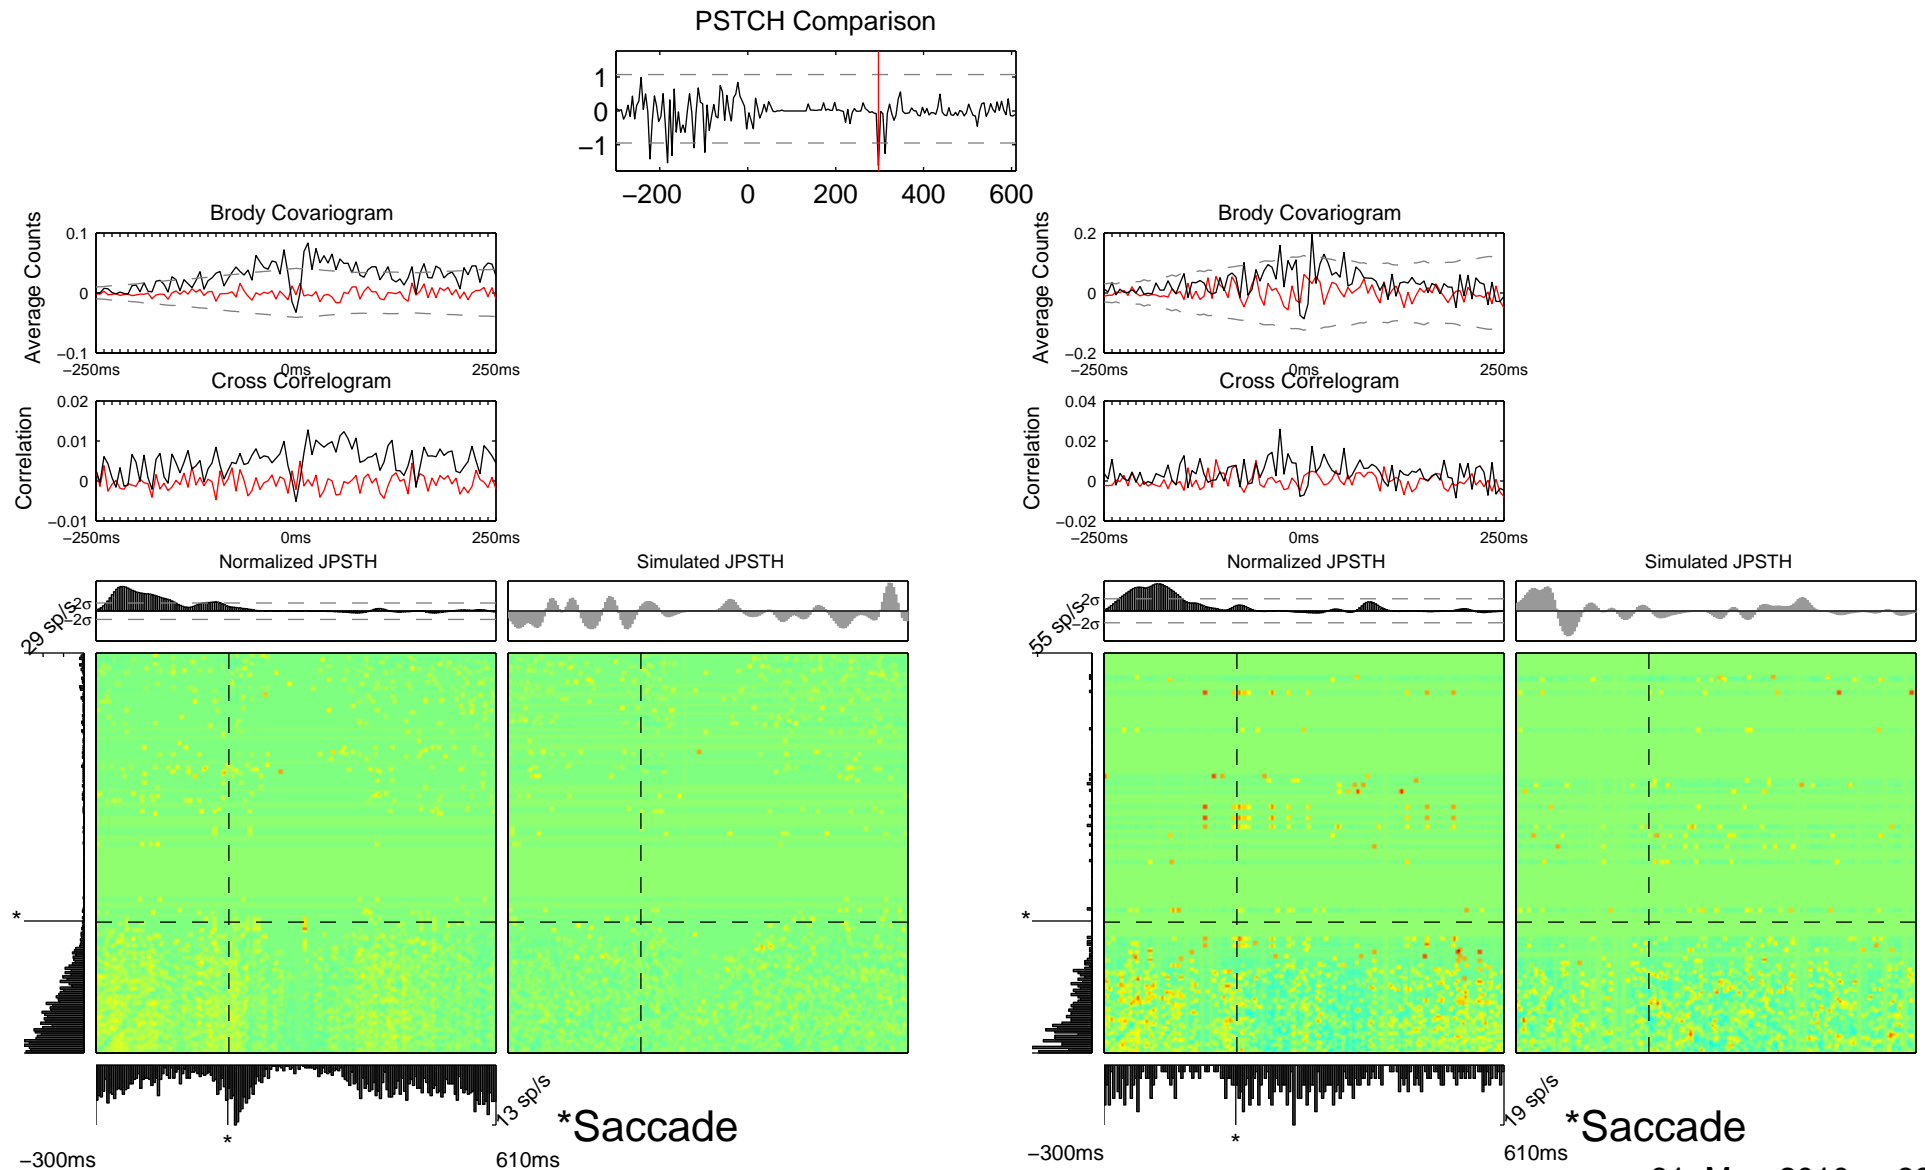 PSTCH Comparison
1
0
−1
−200 0 200 400 600
Brody Covariogram
Average Counts
0.1
0
−0.1
−250ms 0ms 250ms
Cross Correlogram
Correlation
0.02
0.01
0
−0.01
−250ms 0ms 250ms
Normalized JPSTH
Simulated JPSTH
29 sp/s
2σ
−2σ
*
*
13 sp/s
*Saccade
−300ms
610ms
Brody Covariogram
Average Counts
0.2
0
−0.2
−250ms 0ms 250ms
Cross Correlogram
Correlation
0.04
0.02
0
−0.02
−250ms 0ms 250ms
Normalized JPSTH
Simulated JPSTH
55 sp/s
2σ
−2σ
*
*
19 sp/s
*Saccade
−300ms
610ms